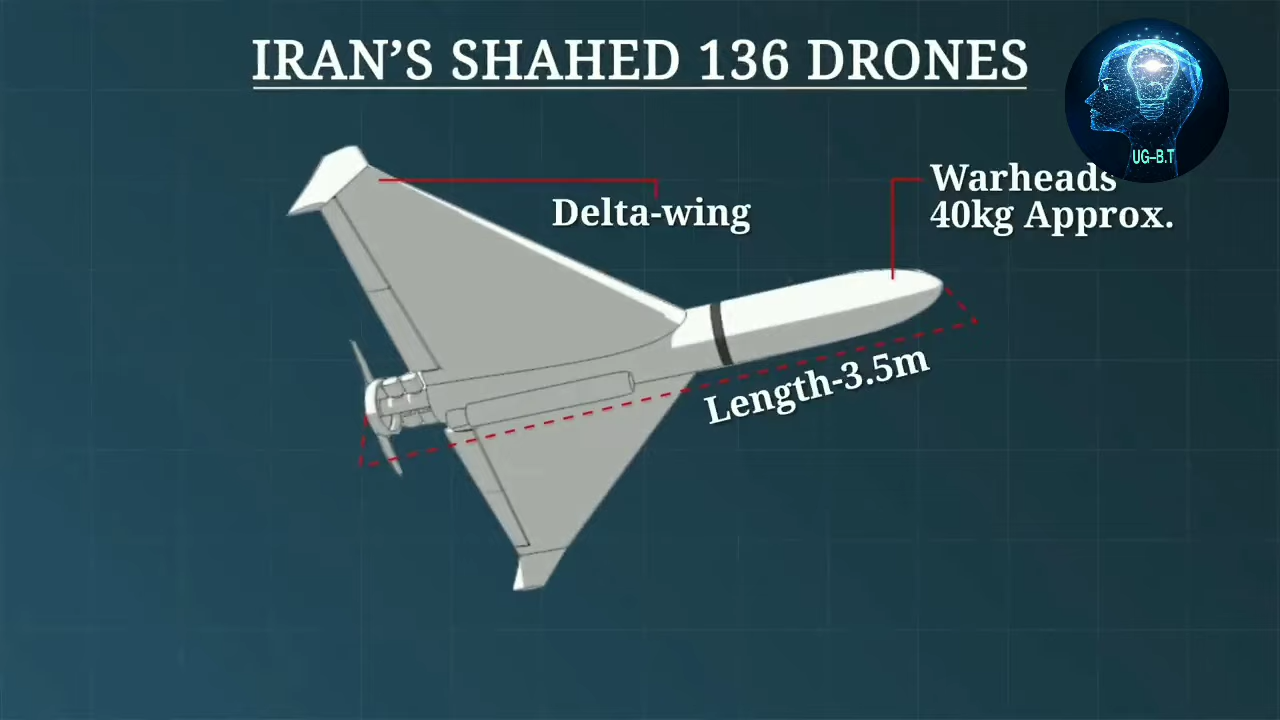 IRAN’S SHAHED 136 DRONES
UG-B.T
Warheads
40kg Approx.
Delta-wing
Length-3.5m